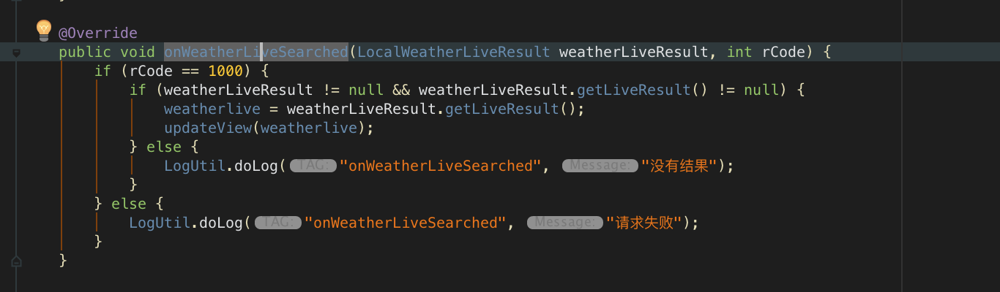 }
@Override
public void onWeatherLiveSearched(LocalWeatherLiveResult weatherLiveResult, int rCode) {
if (rCode == 1000) {
if (weatherLiveResult != null && weatherLiveResult.getLiveResult() != null) {
weatherlive = weatherLiveResult.getLiveResult();
updateView(weatherlive);
} else {
LogUtil.doLog( TAG: "onWeatherLiveSearched", Message: "没有结果");
}
} else {
LogUtil.doLog( TAG: "onWeatherLiveSearched", Message: "请求失败");
}
}